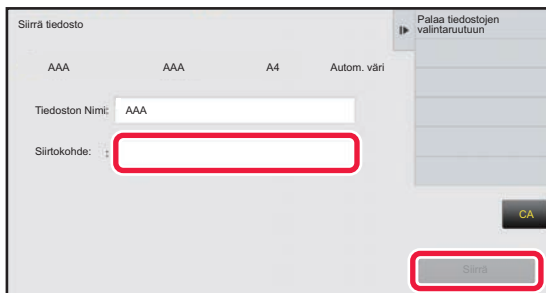 Siirrä tiedosto
Palaa tiedostojen
valintaruutuun
AAA AAA A4 Autom. väri
Tiedoston Nimi: AAA
Siirtokohde: :
CA
Siirrä